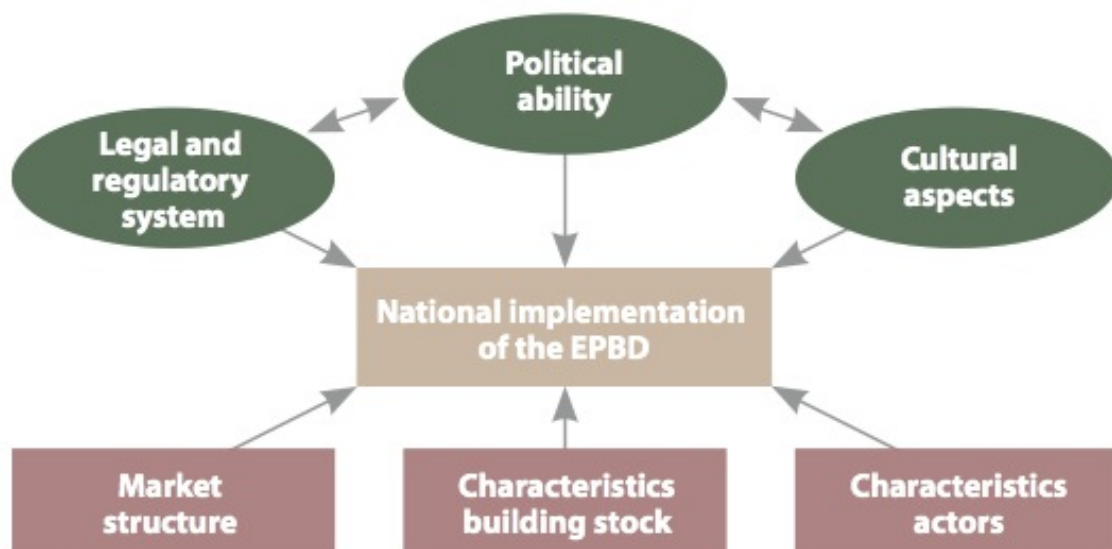 Political
ability
Legal and
regulatory
system
Cultural
aspects
National implementation
of the EPBD
Market
structure
Characteristics
building stock
Characteristics
actors